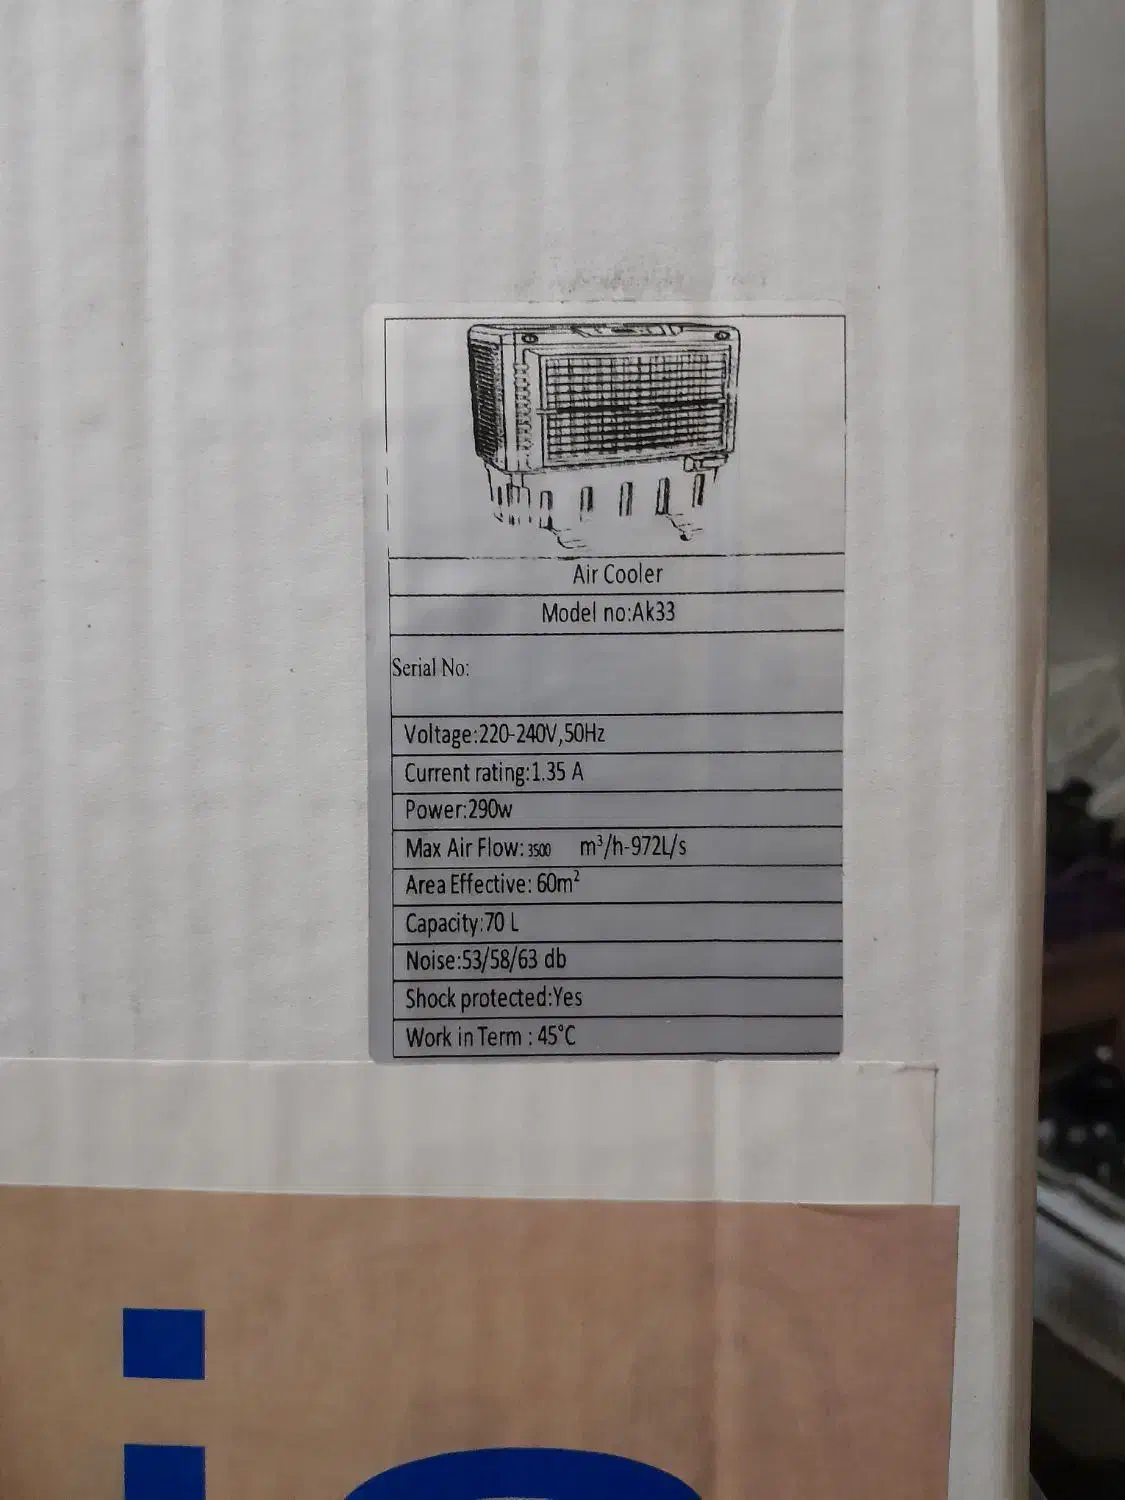 Air Cooler
Model no:Ak33
Serial No:
Voltage:220-240V,50Hz
Current rating:1.35 A
Power:290w
Max Air Flow: 3500 m³/h-972L/s
Area Effective: 60m²
Capacity:70 L
Noise:53/58/63 db
Shock protected:Yes
Work in Term : 45°C